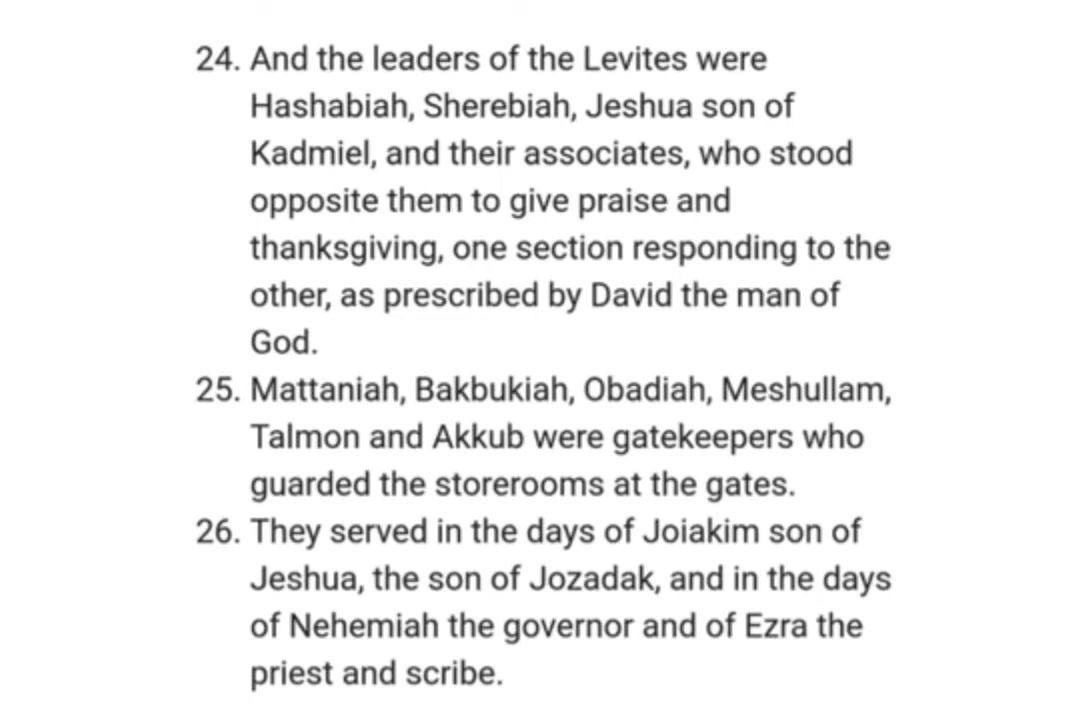 24. And the leaders of the Levites were
Hashabiah, Sherebiah, Jeshua son of
Kadmiel, and their associates, who stood
opposite them to give praise and
thanksgiving, one section responding to the
other, as prescribed by David the man of
God.
25. Mattaniah, Bakbukiah, Obadiah, Meshullam,
Talmon and Akkub were gatekeepers who
guarded the storerooms at the gates.
26. They served in the days of Joiakim son of
Jeshua, the son of Jozadak, and in the days
of Nehemiah the governor and of Ezra the
priest and scribe.